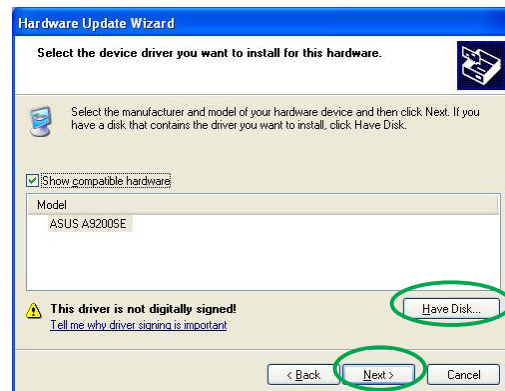 Hardware Update Wizard
Select the device driver you want to install for this hardware.
Select the manufacturer and model of your hardware device and then click Next. If you
have a disk that contains the driver you want to install, click Have Disk.
Show compatible hardware
Model
ASUS A9200SE
This driver is not digitally signed!
Tell me why driver signing is important
Have Disk...
< Back
Next >
Cancel